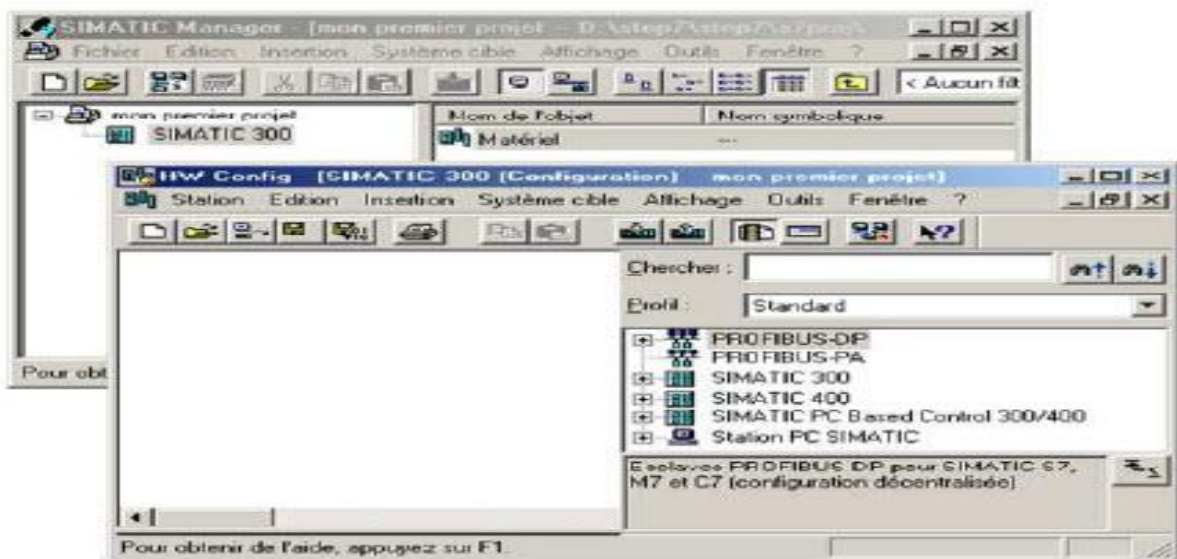 SIMATIC Manager - [mon premier projet - D:\step7\step7\s7proj\
Fichier Edition Insertion Système cible Affichage Outils Fenêtre ?
< Aucun filt
mon premier projet
SIMATIC 300
Nom de l'objet Nom symbolique
Matériel ---
HW Config [SIMATIC 300 (Configuration) mon premier projet]
Station Edition Insertion Système cible Affichage Outils Fenêtre ?
Chercher :
Profil : Standard
PROFIBUS-DP
PROFIBUS-PA
SIMATIC 300
SIMATIC 400
SIMATIC PC Based Control 300/400
Station PC SIMATIC
Esclaves PROFIBUS DP pour SIMATIC S7,
M7 et C7 (configuration décentralisée)
Pour obt
Pour obtenir de l'aide, appuyez sur F1.